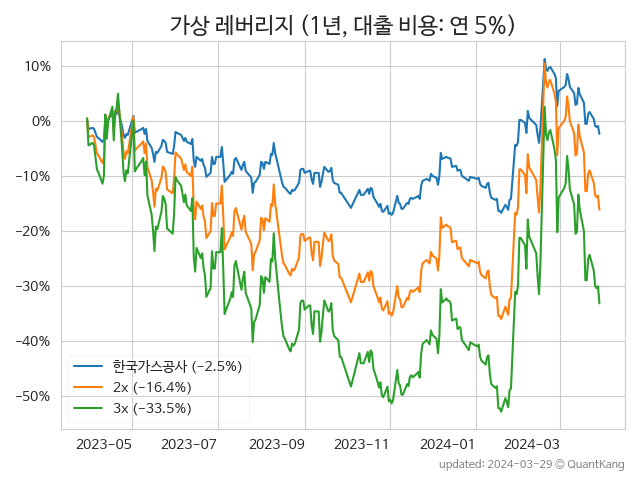 가상 레버리지 (1년, 대출 비용: 연 5%)
10%
0%
−10%
−20%
−30%
−40%
−50%
한국가스공사 (−2.5%)
2x (−16.4%)
3x (−33.5%)
2023-05
2023-07
2023-09
2023-11
2024-01
2024-03
updated: 2024-03-29 © QuantKang